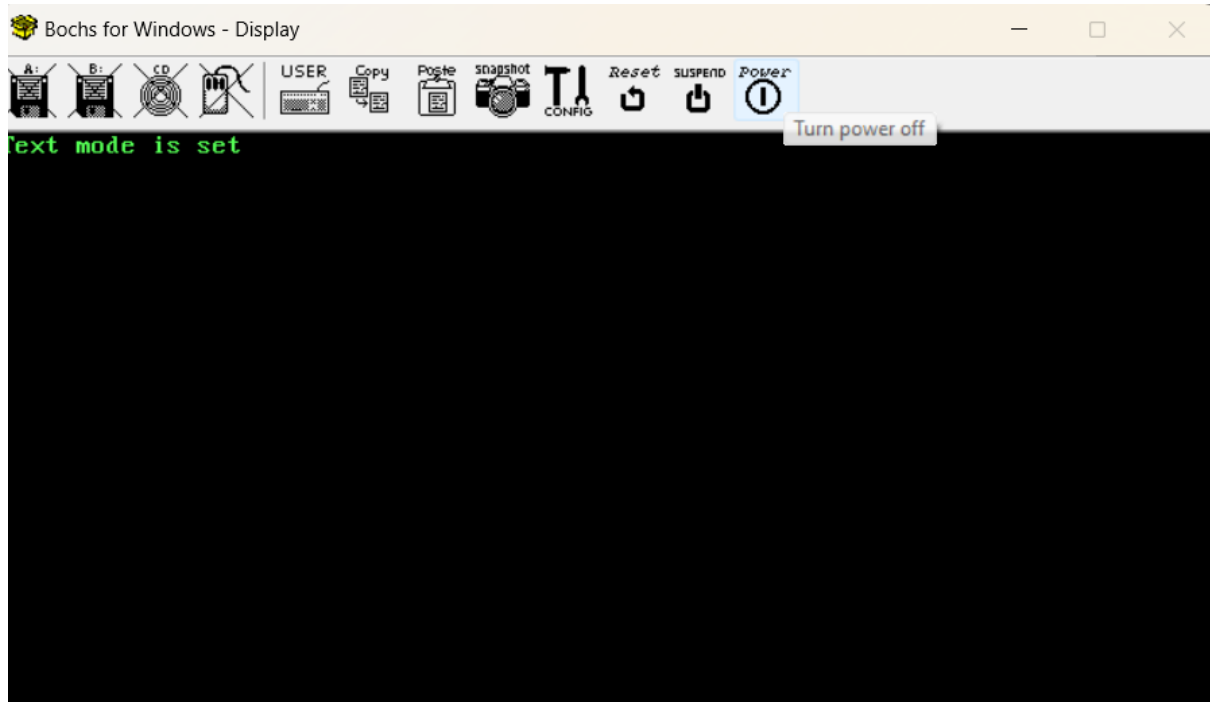 Bochs for Windows - Display
A: B: CD USER Copy Paste snapshot CONFIG Reset SUSPEND Power
Turn power off
Text mode is set